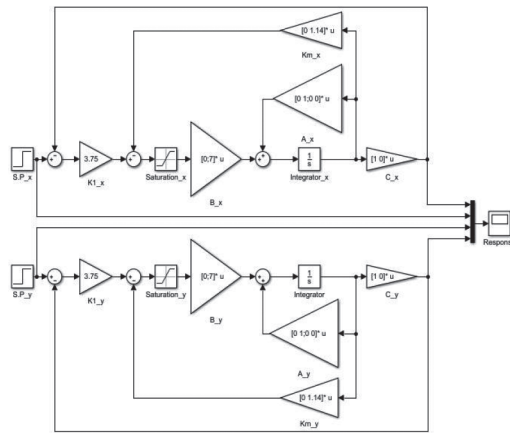 [0 1.14]* u
Km_x
[0 1;0 0]* u
A_x
3.75
[0;7]* u
1
s
[1 0]* u
S.P_x
K1_x
Saturation_x
B_x
Integrator_x
C_x
Respons
3.75
[0;7]* u
1
s
[1 0]* u
S.P_y
K1_y
Saturation_y
B_y
Integrator
C_y
[0 1;0 0]* u
A_y
[0 1.14]* u
Km_y